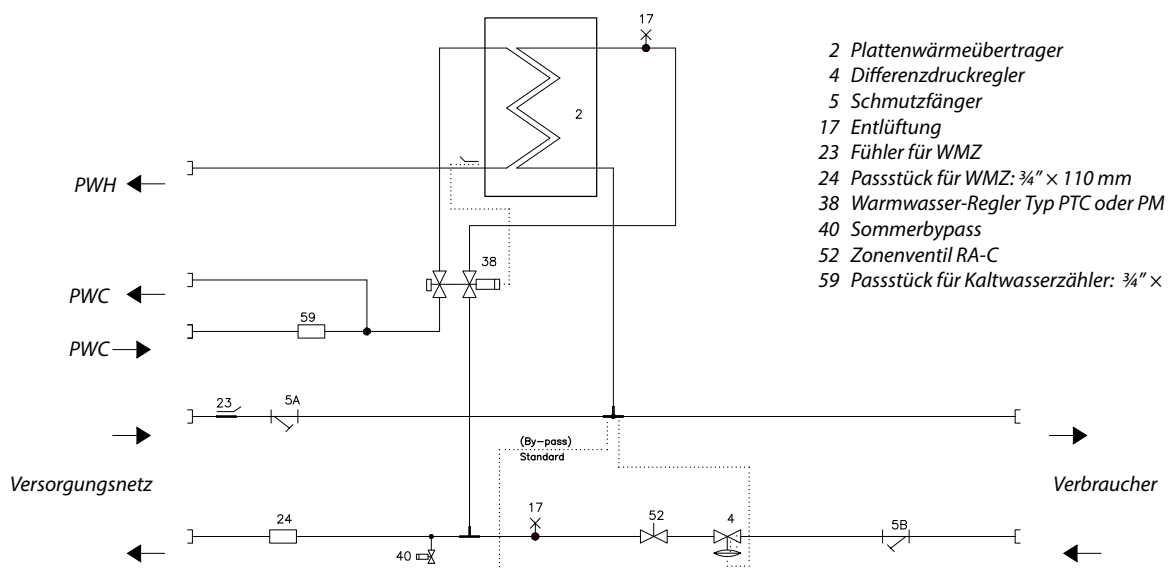 17
2
2 Plattenwärmeübertrager
4 Differenzdruckregler
5 Schmutzfänger
17 Entlüftung
23 Fühler für WMZ
24 Passstück für WMZ: ¾" × 110 mm
38 Warmwasser-Regler Typ PTC oder PM
40 Sommerbypass
52 Zonenventil RA-C
59 Passstück für Kaltwasserzähler: ¾" ×
PWH
38
PWC
59
PWC
23
5A
(By-pass)
Standard
Versorgungsnetz
Verbraucher
24
17
52
4
5B
40